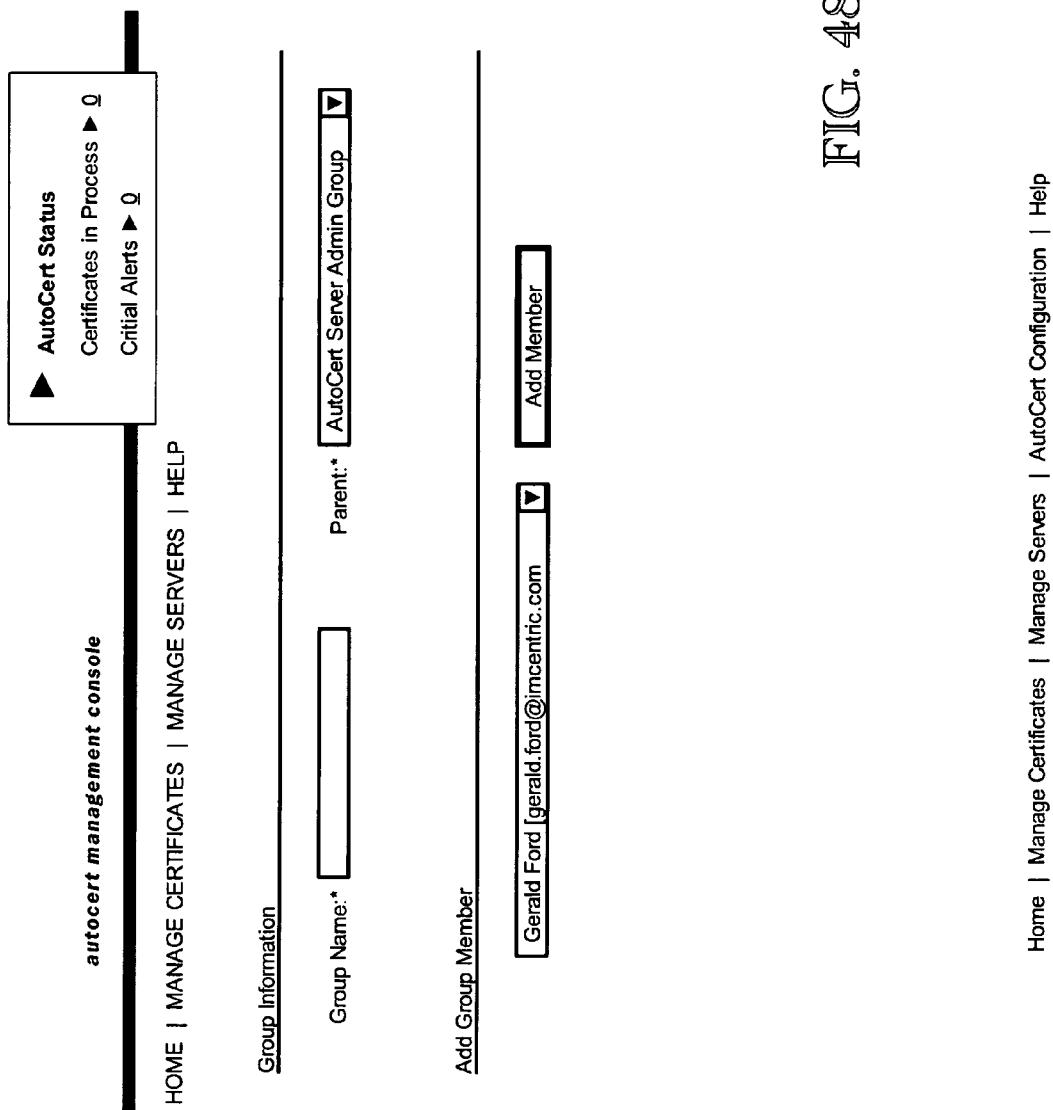 autocert management console
▶ AutoCert Status
Certificates in Process ▶ 0
Critial Alerts ▶ 0
HOME | MANAGE CERTIFICATES | MANAGE SERVERS | HELP
Group Information
Group Name:*
Parent:* AutoCert Server Admin Group ▼
Add Group Member
Gerald Ford [gerald.ford@imcentric.com ▼ Add Member
FIG. 48
Home | Manage Certificates | Manage Servers | AutoCert Configuration | Help